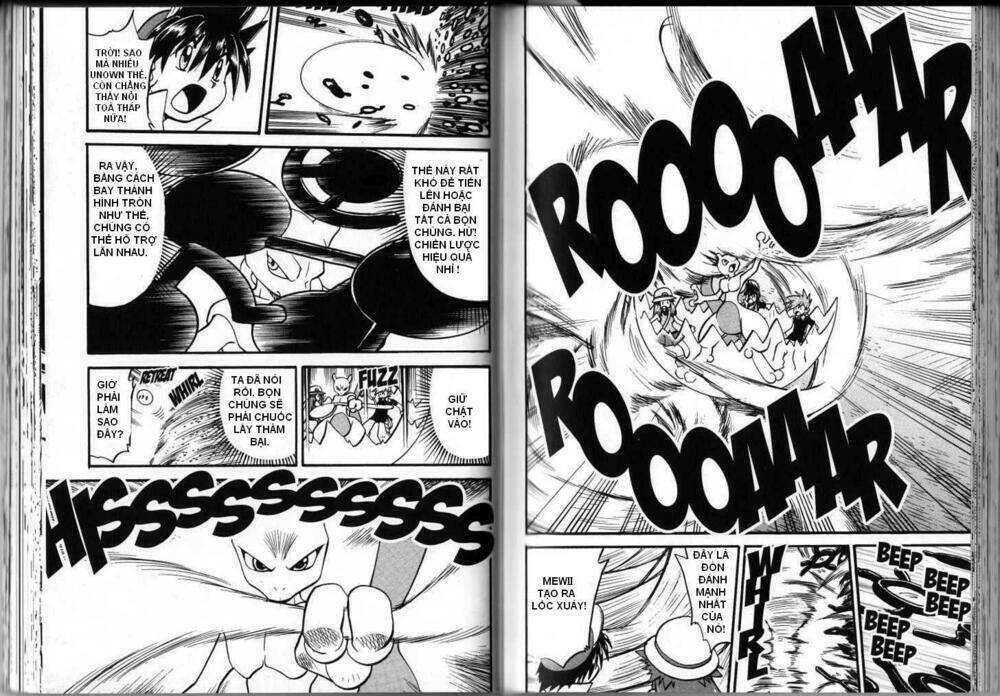 TRỜI! SAO
MÀ NHIỀU
UNOWN THẾ,
CÒN CHẲNG
THẤY NỔI
TOÀ THÁP
NỮA!
RA VẬY,
BẰNG CÁCH
BAY THÀNH
HÌNH TRÒN
NHƯ THẾ,
CHÚNG CÓ
THỂ HỖ TRỢ
LẪN NHAU.
THẾ NÀY RẤT
KHÓ ĐỂ TIẾN
LÊN HOẶC
ĐÁNH BẠI
TẤT CẢ BỌN
CHÚNG. HỪ!
CHIẾN LƯỢC
HIỆU QUẢ
NHỈ !
GIỜ
PHẢI
LÀM
SAO
ĐÂY?
RETREAT
WHIRL
TA ĐÃ NÓI
RỒI, BỌN
CHÚNG SẼ
PHẢI CHUỐC
LẤY THẢM
BẠI.
FUZZ
GIỮ
CHẶT
VÀO!
HISSSSSSSSSSS
ROOOOAAAAR
ROOOOAAAAR
MEWII
TẠO RA
LỐC XOÁY!
ĐÂY LÀ
ĐÒN
ĐÁNH
MẠNH
NHẤT
CỦA
NÓ!
WHIRL
BEEP
BEEP
BEEP
BEEP
BEEP